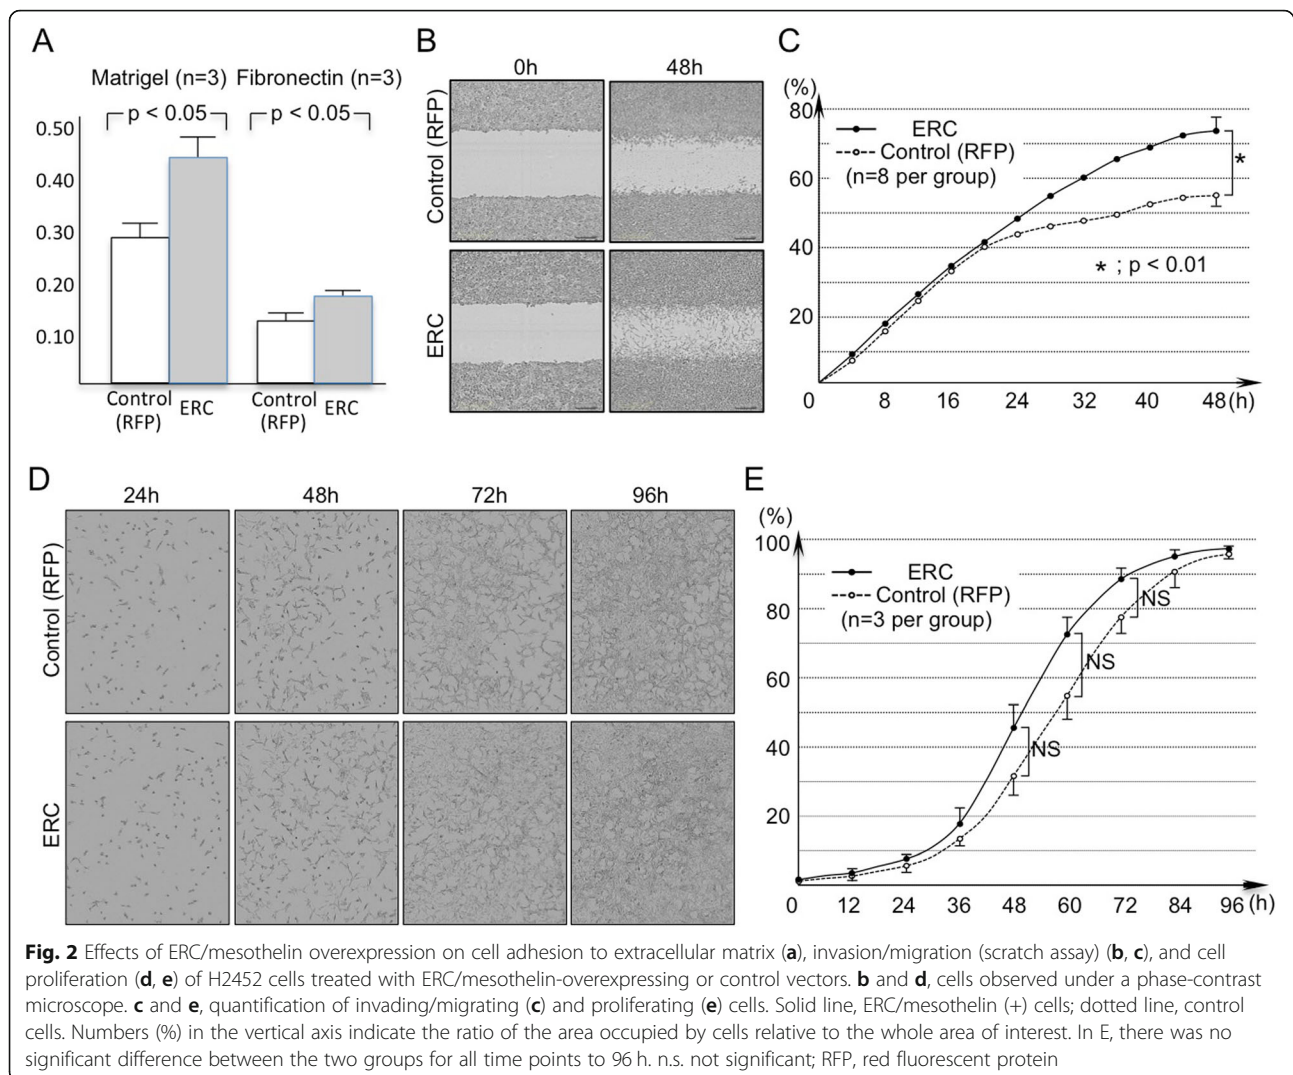 A
Matrigel (n=3) Fibronectin (n=3)
p < 0.05 p < 0.05
0.50
0.40
0.30
0.20
0.10
Control (RFP) ERC Control (RFP) ERC
B
0h 48h
Control (RFP)
ERC
C
(%)
80
60
40
20
ERC
Control (RFP)
(n=8 per group)
*
* ; p < 0.01
0 8 16 24 32 40 48 (h)
D
24h 48h 72h 96h
Control (RFP)
ERC
E
(%)
100
80
60
40
20
ERC
Control (RFP)
(n=3 per group)
NS
NS
NS
0 12 24 36 48 60 72 84 96 (h)
Fig. 2 Effects of ERC/mesothelin overexpression on cell adhesion to extracellular matrix (a), invasion/migration (scratch assay) (b, c), and cell
proliferation (d, e) of H2452 cells treated with ERC/mesothelin-overexpressing or control vectors. b and d, cells observed under a phase-contrast
microscope. c and e, quantification of invading/migrating (c) and proliferating (e) cells. Solid line, ERC/mesothin (+) cells; dotted line, control
cells. Numbers (%) in the vertical axis indicate the ratio of the area occupied by cells relative to the whole area of interest. In E, there was no
significant difference between the two groups for all time points to 96 h. n.s. not significant; RFP, red fluorescent protein